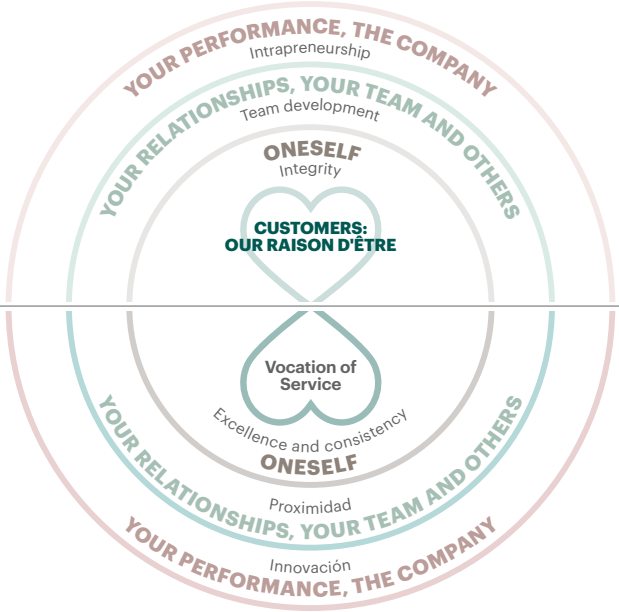 YOUR PERFORMANCE, THE COMPANY
Intrapreneurship
YOUR RELATIONSHIPS, YOUR TEAM AND OTHERS
Team development
ONESELF
Integrity
CUSTOMERS:
OUR RAISON D'ÊTRE
Vocation of
Service
Excellence and consistency
ONESELF
Proximidad
YOUR RELATIONSHIPS, YOUR TEAM AND OTHERS
Innovación
YOUR PERFORMANCE, THE COMPANY